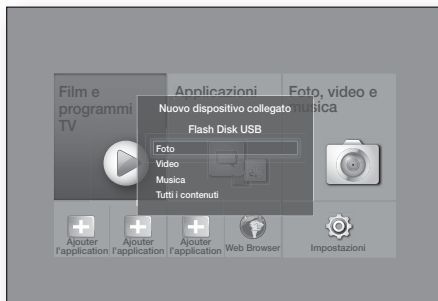 Film e
programmi
TV
Applicazioni
Foto, video e
musica
Nuovo dispositivo collegato
Flash Disk USB
Foto
Video
Musica
Tutti i contenuti
Ajouter
l'application
Ajouter
l'application
Ajouter
l'application
Web Browser
Impostazioni